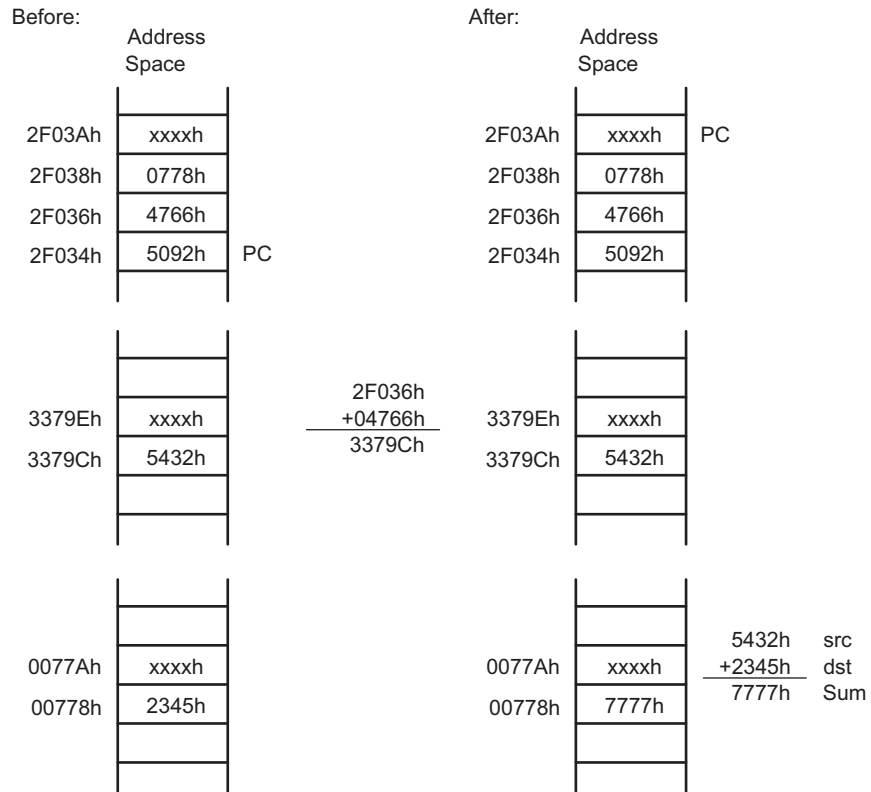 Before:
Address
Space
2F03Ah xxxxh
2F038h 0778h
2F036h 4766h
2F034h 5092h PC
3379Eh xxxxh
3379Ch 5432h
2F036h
+04766h
3379Ch
0077Ah xxxxh
00778h 2345h
After:
Address
Space
2F03Ah xxxxh PC
2F038h 0778h
2F036h 4766h
2F034h 5092h
3379Eh xxxxh
3379Ch 5432h
0077Ah xxxxh
00778h 7777h
5432h src
+2345h dst
7777h Sum